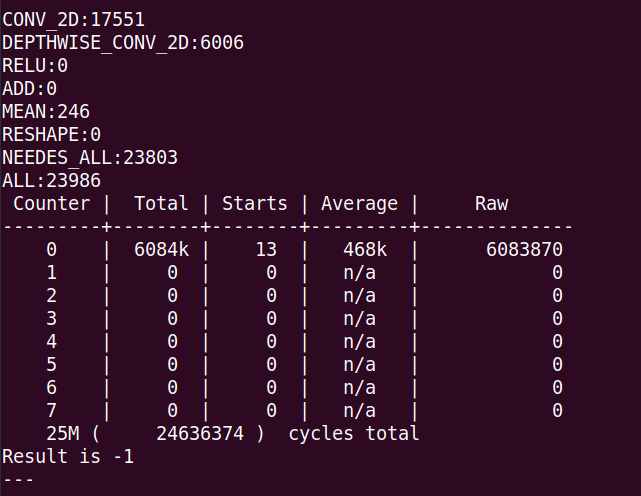 CONV_2D:17551
DEPTHWISE_CONV_2D:6006
RELU:0
ADD:0
MEAN:246
RESHAPE:0
NEEDES_ALL:23803
ALL:23986
 Counter |  Total | Starts | Average |     Raw
---------+--------+--------+---------+--------------
    0    |  6084k |    13  |   468k  |      6083870
    1    |     0  |     0  |   n/a   |            0
    2    |     0  |     0  |   n/a   |            0
    3    |     0  |     0  |   n/a   |            0
    4    |     0  |     0  |   n/a   |            0
    5    |     0  |     0  |   n/a   |            0
    6    |     0  |     0  |   n/a   |            0
    7    |     0  |     0  |   n/a   |            0
    25M (     24636374 )  cycles total
Result is -1
---